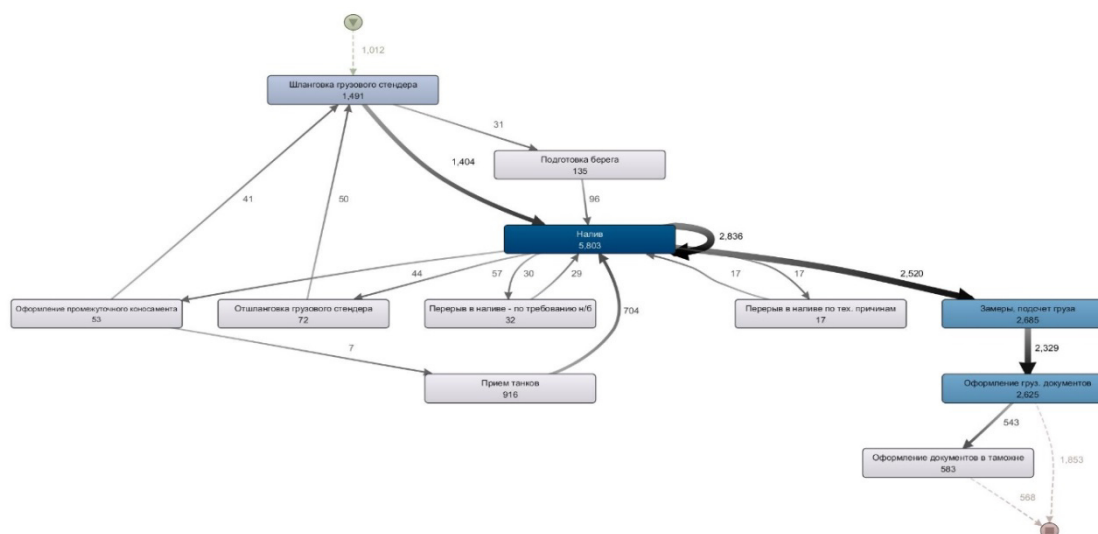 1,012
Шланговка грузового стендера
1,491
31
1,404
Подготовка берега
135
41
50
96
Налив
5,803
2,836
44
57
30
29
17
17
2,520
Оформление промежуточного коносамента
53
Отшланговка грузового стендера
72
Перерыв в наливе - по требованию н/б
32
704
Перерыв в наливе по тех. причинам
17
Замеры, подсчет груза
2,685
7
2,329
Прием танков
916
Оформление груз. документов
2,625
543
Оформление документов в таможне
583
1,853
568